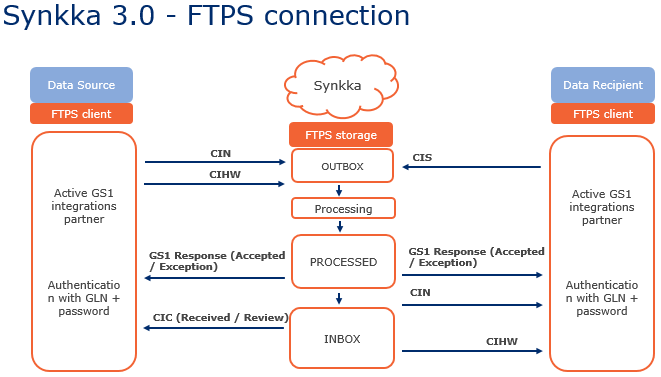 Synkka 3.0 - FTPS connection
Data Source
FTPS client
Synkka
FTPS storage
Data Recipient
FTPS client
CIN
CIHW
OUTBOX
CIS
Active GS1
integrations
partner
Processing
Active GS1
integrations
partner
GS1 Response (Accepted
/ Exception)
PROCESSED
GS1 Response (Accepted
/ Exception)
Authenticatio
n with GLN +
password
CIN
Authenticatio
n with GLN +
password
CIC (Received / Review)
INBOX
CIHW